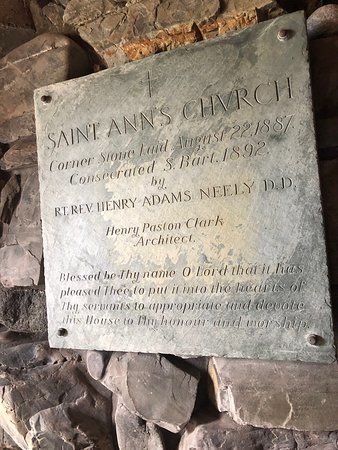 SAINT ANN'S CHVRCH
Corner Stone Laid August 22, 1887.
Consecrated S. Bart. 1892.
by
RT. REV. HENRY ADAMS NEELY D.D.
Henry Paston Clark
Architect.
Blessed be Thy name O Lord that it has
pleased Thee to put it into the hearts of
Thy servants to appropriate and devote
this House to Thy honour and worship.